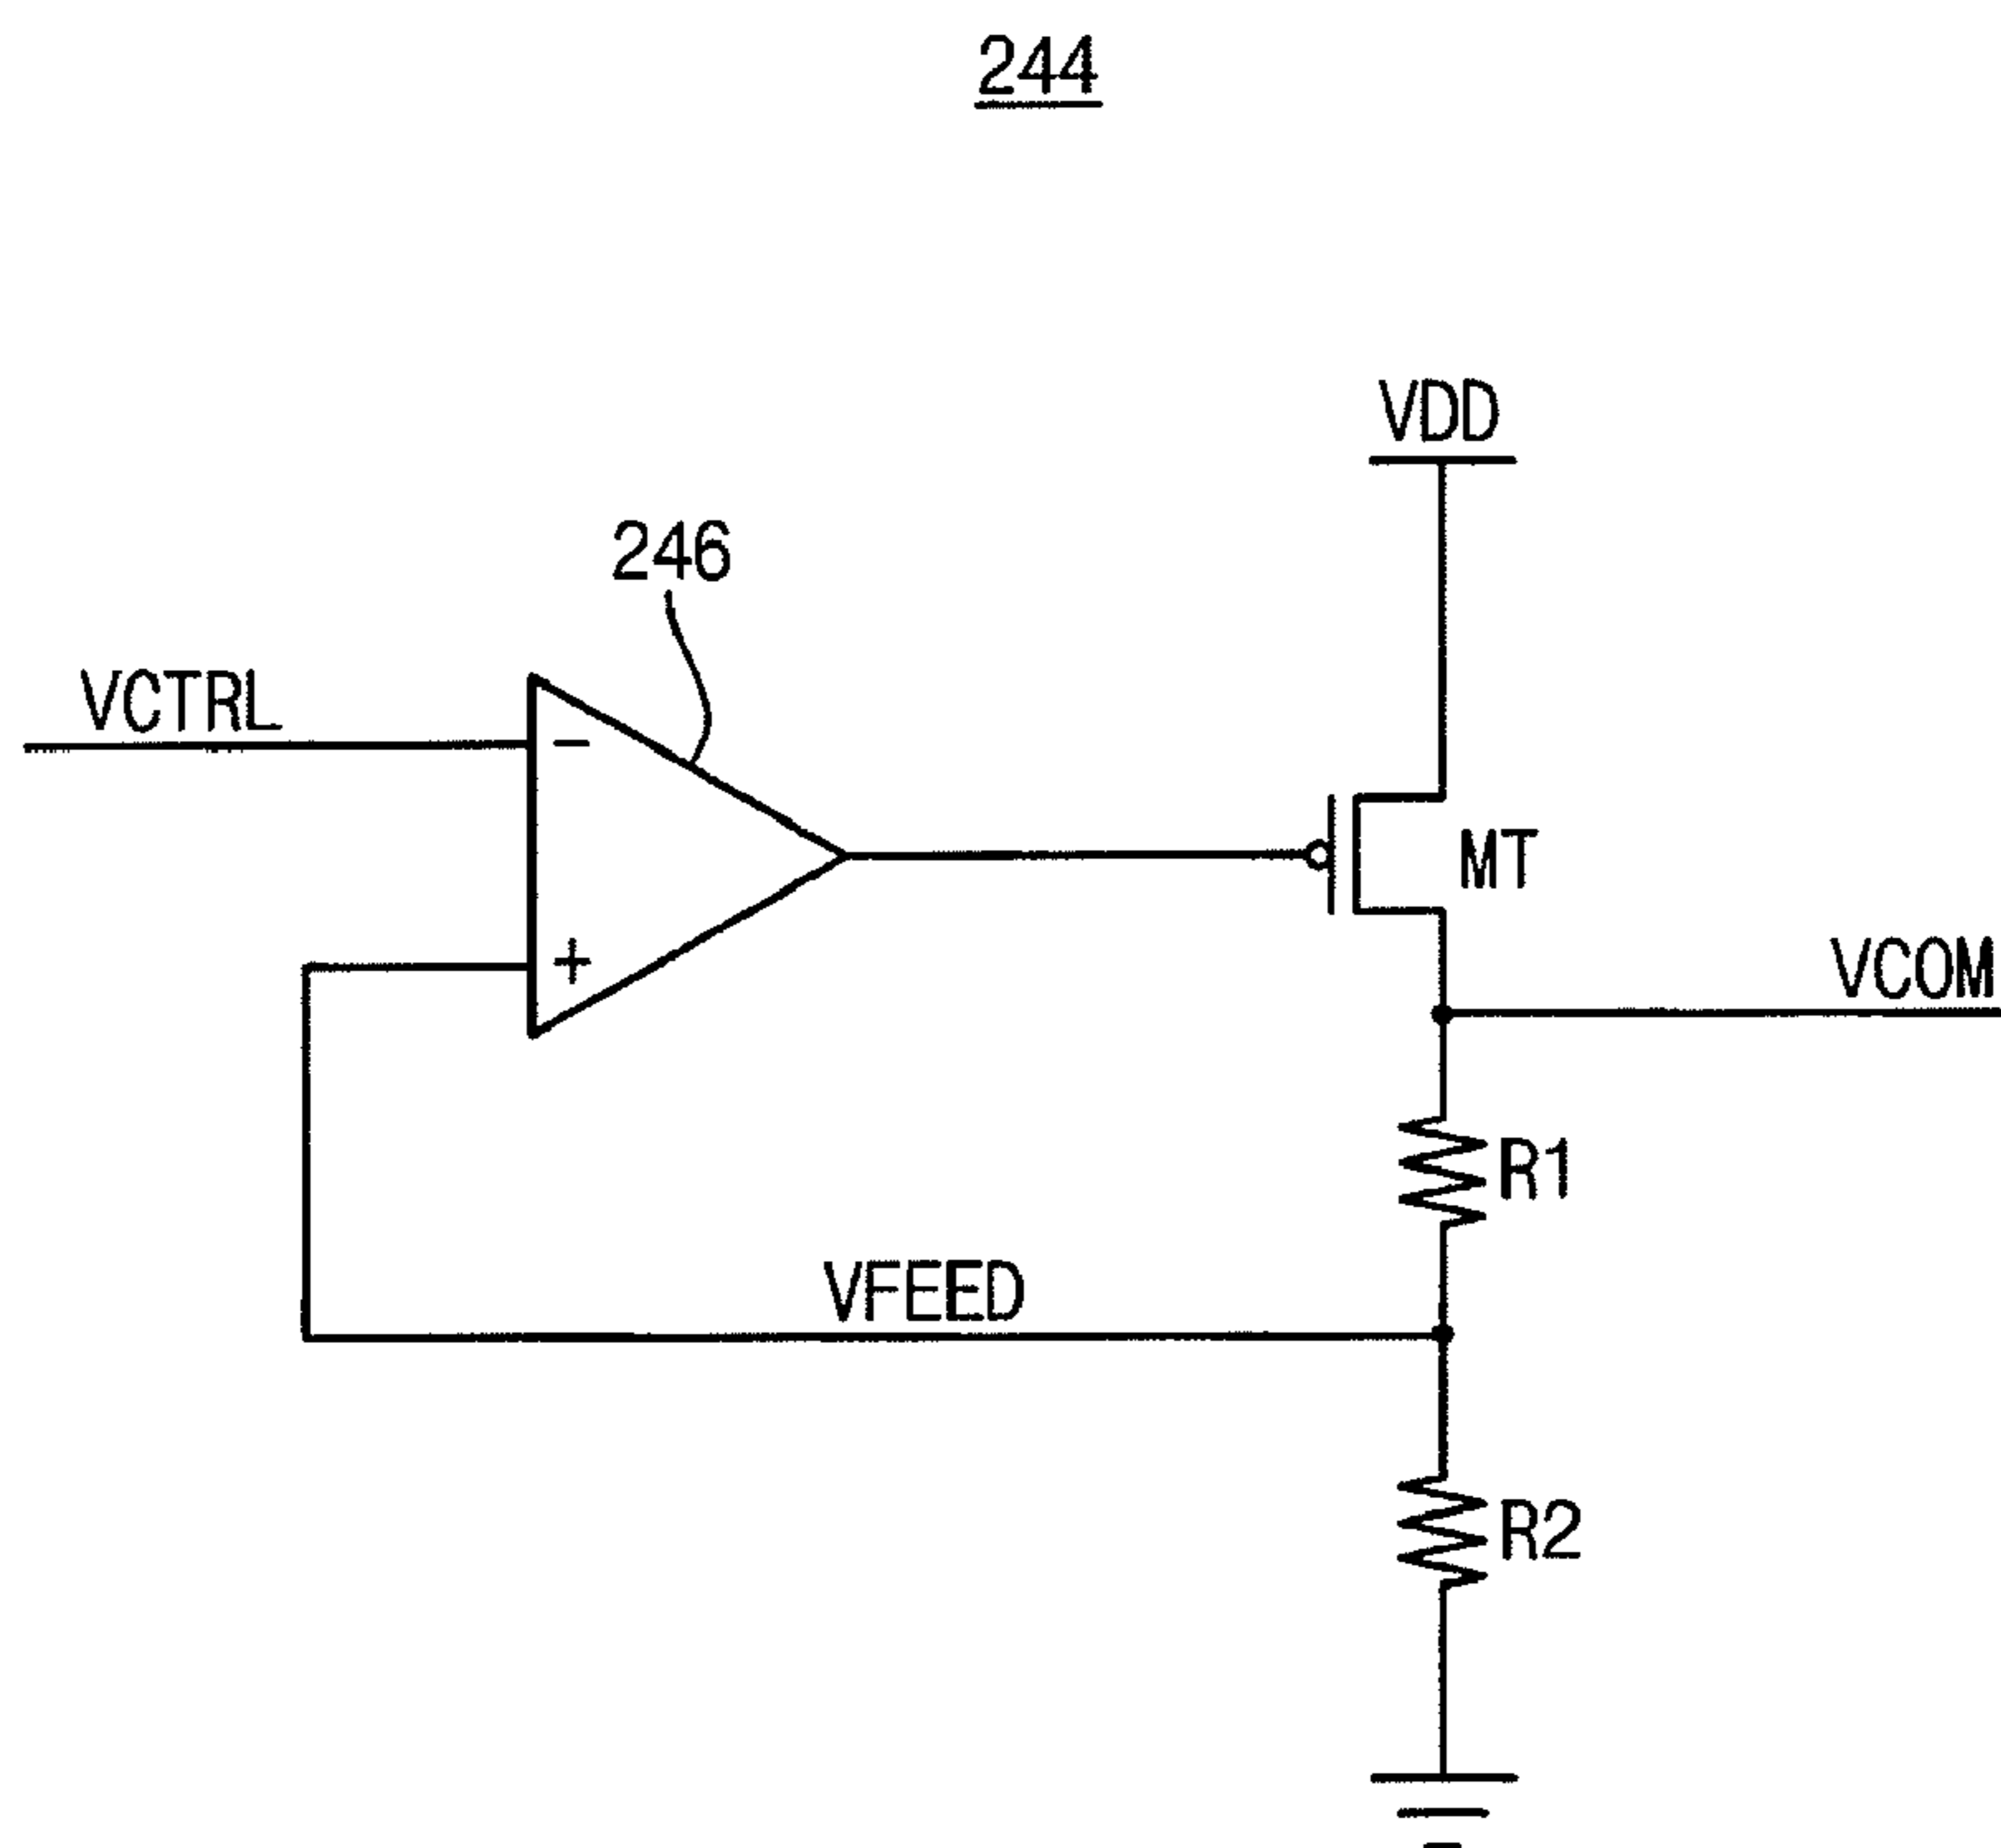 244
VDD
246
VCTRL
−
MT
+
VCOM
R1
VFEED
R2